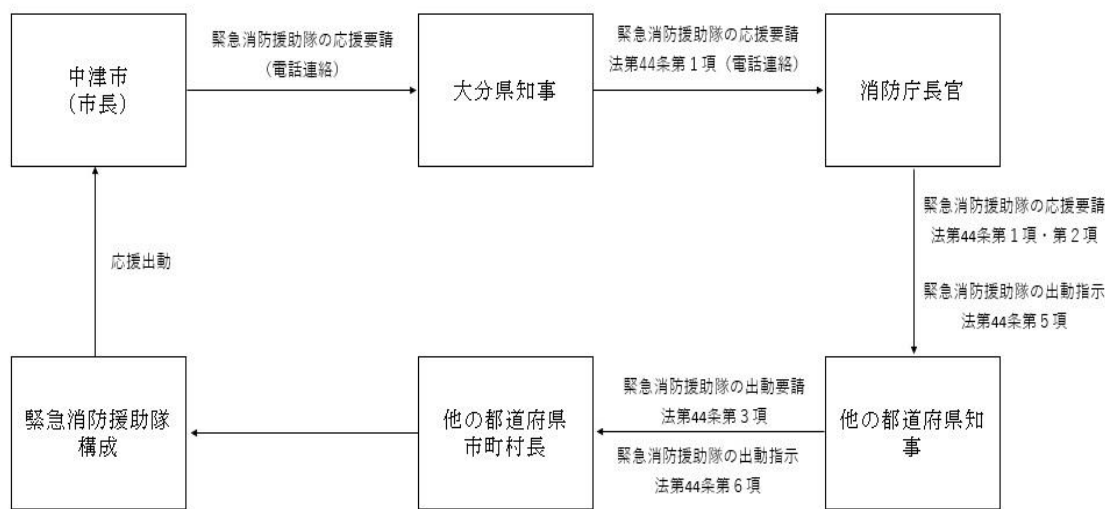 中津市
（市長）
緊急消防援助隊の応援要請
（電話連絡）
大分県知事
緊急消防援助隊の応援要請
法第44条第１項（電話連絡）
消防庁長官
緊急消防援助隊の応援要請
法第44条第１項・第２項
緊急消防援助隊の出動指示
法第44条第５項
他の都道府県知
事
緊急消防援助隊の出動要請
法第44条第３項
緊急消防援助隊の出動指示
法第44条第６項
他の都道府県
市町村長
緊急消防援助隊
構成
応援出動